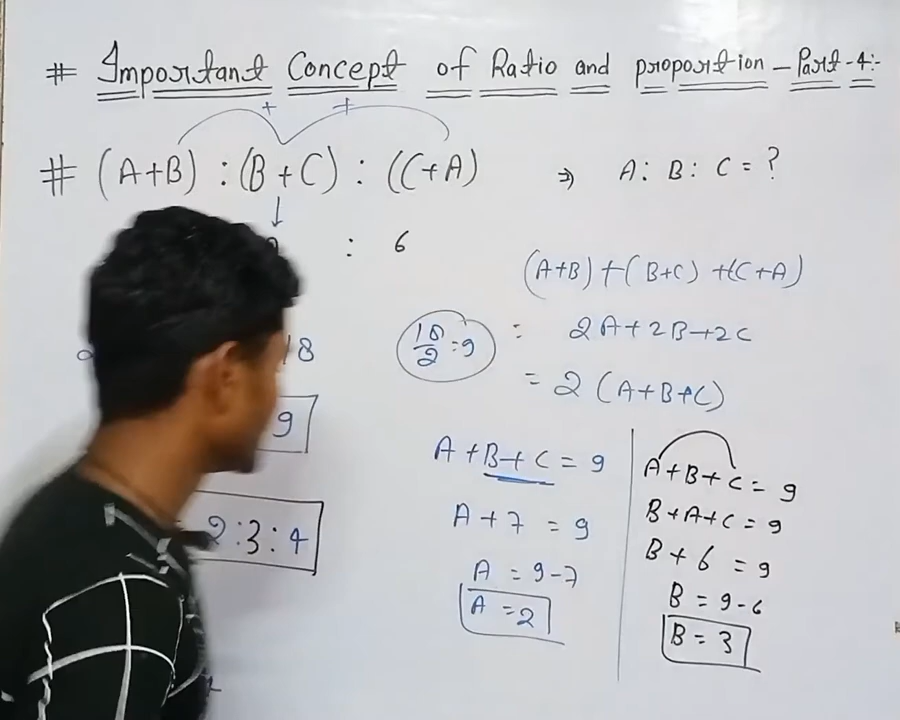 # Important Concept of Ratio and proportion - Part-4:-
# (A+B) : (B+C) : (C+A) ⇒ A: B: C = ?
: 6
(A+B) + (B+C) + (C+A)
18/2 = 9
= 2A+2B+2C
= 2 (A+B+C)
18
9
2:3:4
A+B+C = 9
A+7 = 9
A = 9-7
A = 2
A+B+C = 9
B+A+C = 9
B+6 = 9
B = 9-6
B = 3